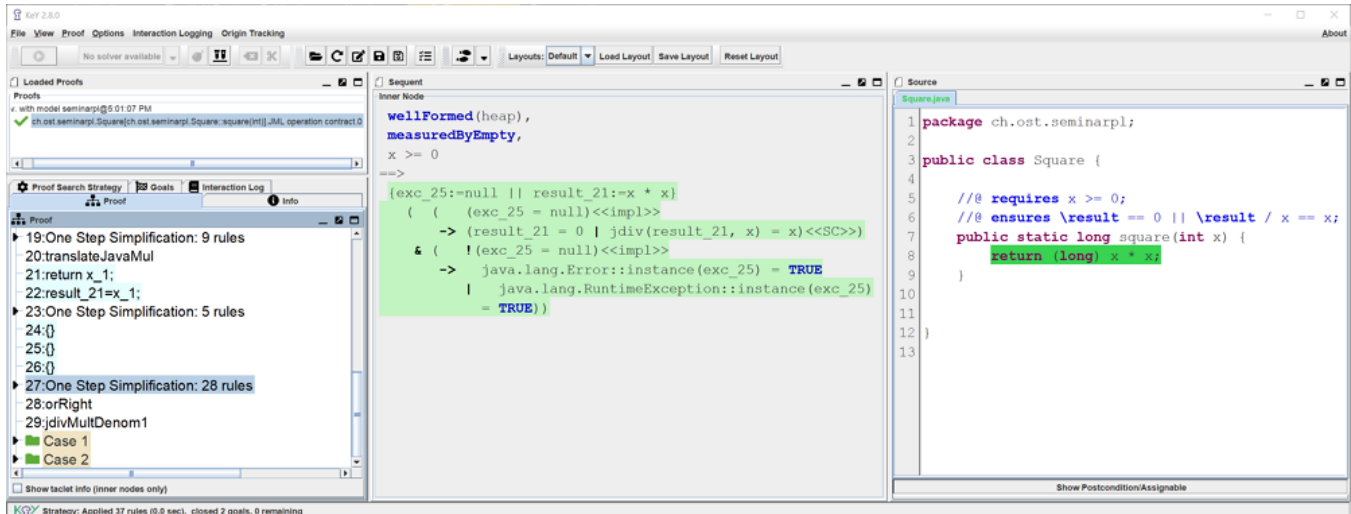 KeY 2.8.0
File View Proof Options Interaction Logging Origin Tracking About
No solver available Layouts: Default Load Layout Save Layout Reset Layout
Loaded Proofs
Proofs
with model seminarpl@5:01:07 PM
ch.ost.seminarpl.Square[ch.ost.seminarpl.Square::square(int)].JML operation contract.0
Proof Search Strategy Goals Interaction Log
Proof Info
Proof
19:One Step Simplification: 9 rules
20:translateJavaMul
21:return x_1;
22:result_21=x_1;
23:One Step Simplification: 5 rules
24:{}
25:{}
26:{}
27:One Step Simplification: 28 rules
28:orRight
29:jdivMultDenom1
Case 1
Case 2
Show taclet info (inner nodes only)
Sequent
Inner Node
wellFormed(heap),
measuredByEmpty,
x >= 0
==>
{exc_25:=null || result_21:=x * x}
( ( (exc_25 = null)<<impl>>
-> (result_21 = 0 | jdiv(result_21, x) = x)<<SC>>)
& ( !(exc_25 = null)<<impl>>
-> java.lang.Error::instance(exc_25) = TRUE
| java.lang.RuntimeException::instance(exc_25)
= TRUE))
Source
Square.java
1 package ch.ost.seminarpl;
2
3 public class Square {
4
5 //@ requires x >= 0;
6 //@ ensures \result == 0 || \result / x == x;
7 public static long square(int x) {
8 return (long) x * x;
9 }
10
11
12 }
13
Show Postcondition/Assignable
KeY Strategy: Applied 37 rules (0.0 sec), closed 2 goals, 0 remaining